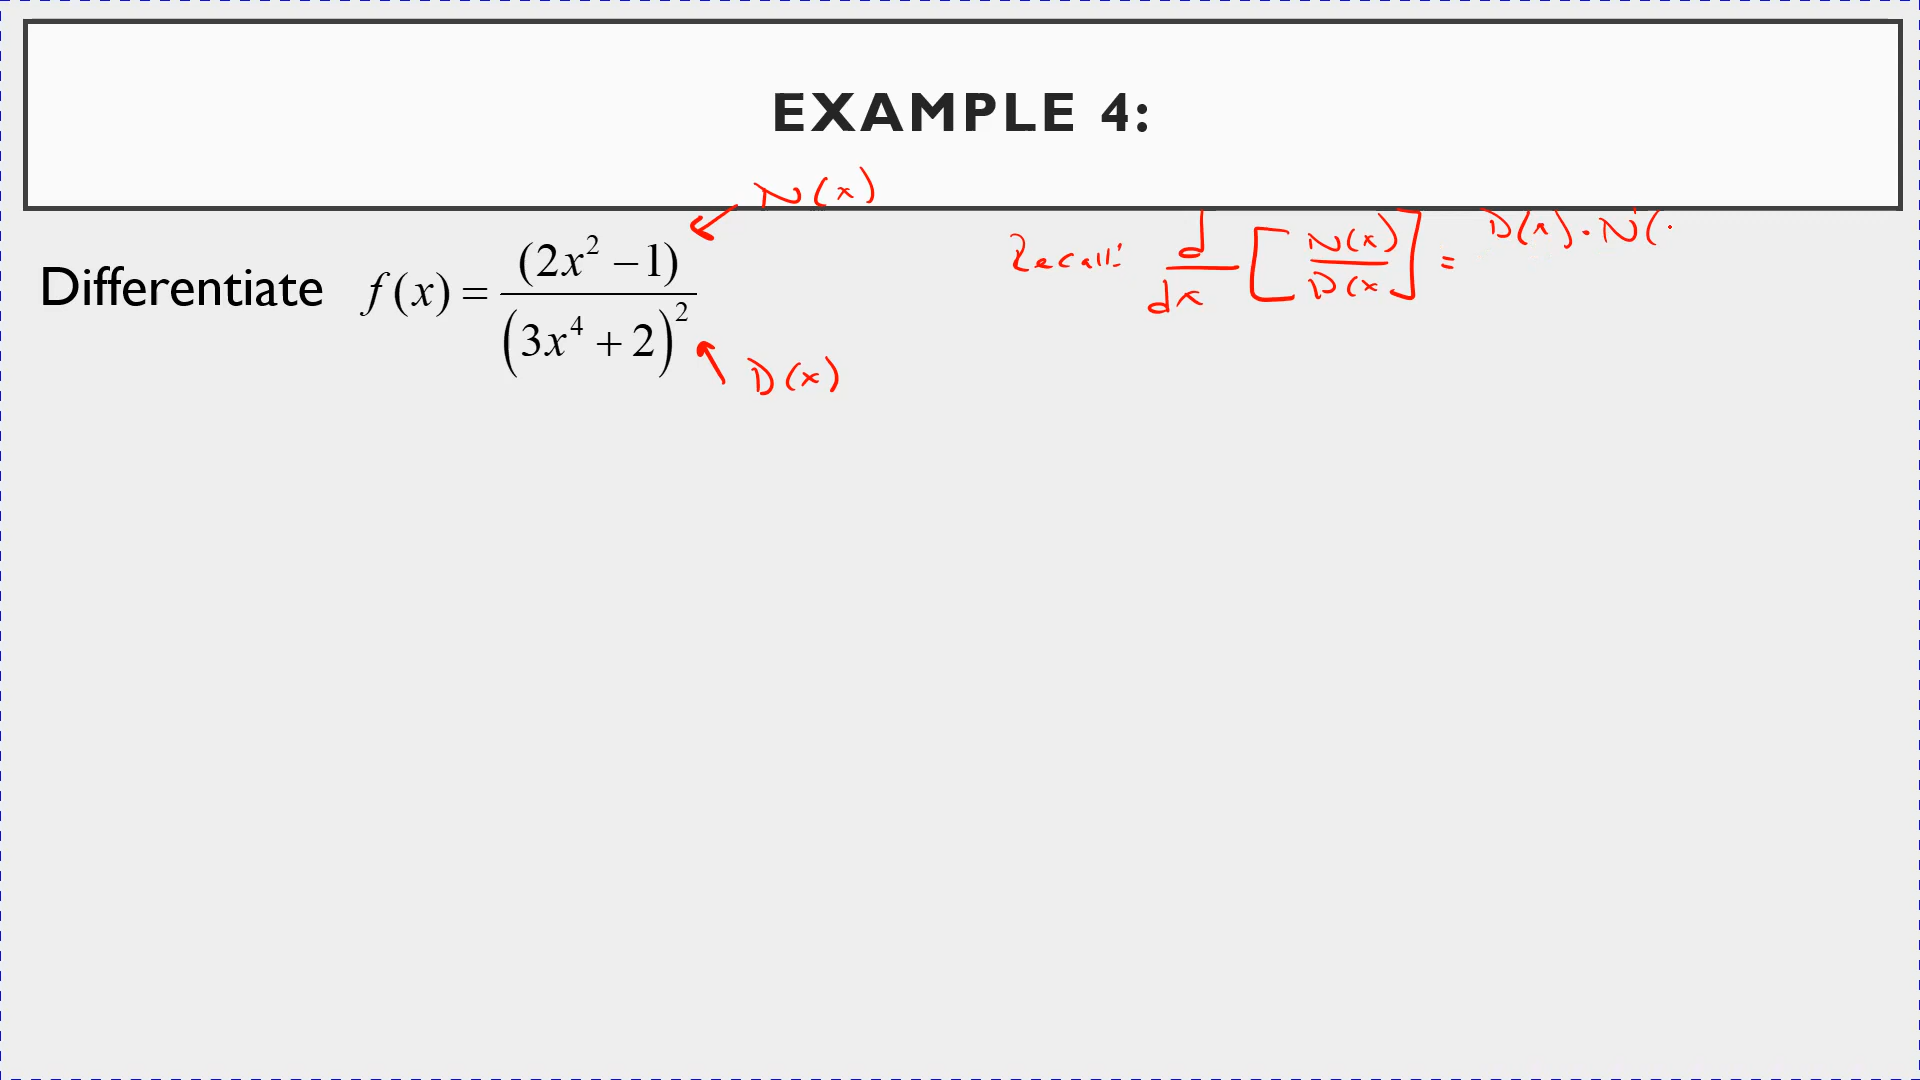 EXAMPLE 4:
N(x)
Differentiate f(x) = (2x² − 1) / (3x⁴ + 2)²
D(x)
Recall: d/dx [N(x)/D(x] = D(x) · N'(